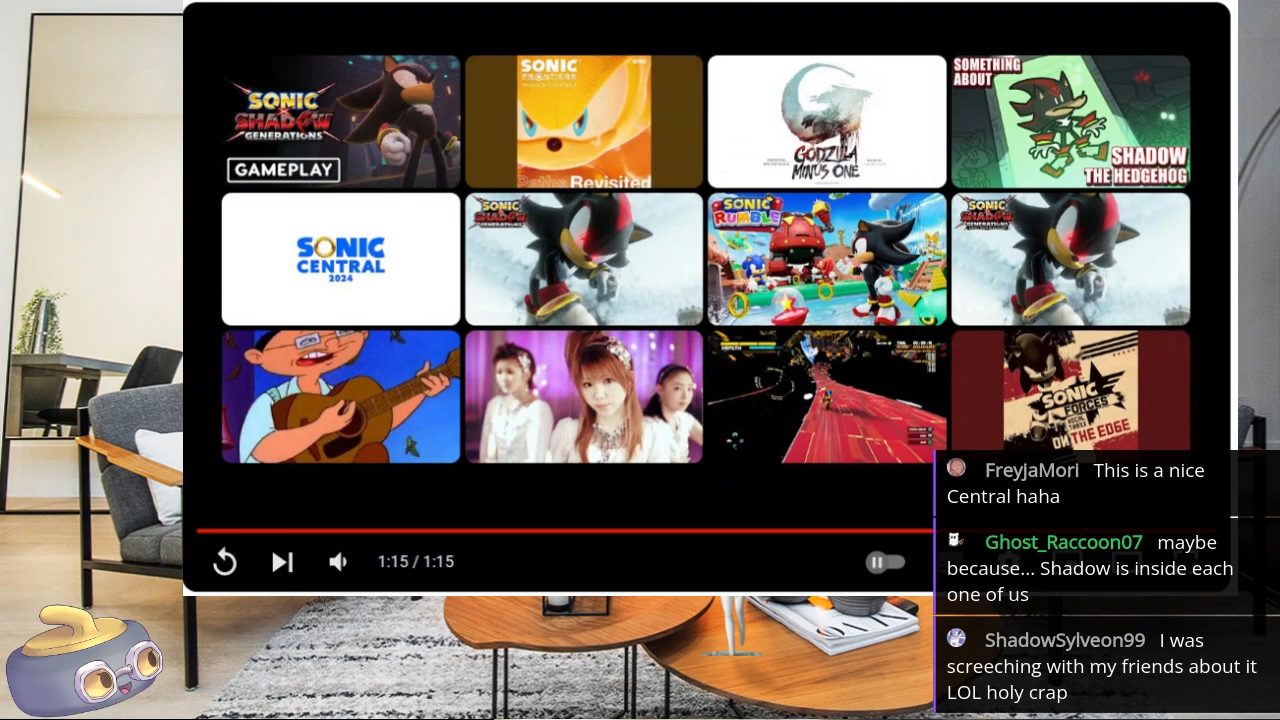 SONIC
SHADOW
GENERATIONS
GAMEPLAY
SONIC
FRONTIERS
Paths Revisited
GODZILLA
MINUS ONE
SOMETHING
ABOUT
SHADOW
THE HEDGEHOG
SONIC
CENTRAL
2024
SONIC
SHADOW
GENERATIONS
SONIC
RUMBLE
SONIC
SHADOW
GENERATIONS
SONIC
FORCES
ON THE EDGE
1:15 / 1:15
FreyjaMori This is a nice
Central haha
Ghost_Raccoon07 maybe
because... Shadow is inside each
one of us
ShadowSylveon99 I was
screeching with my friends about it
LOL holy crap